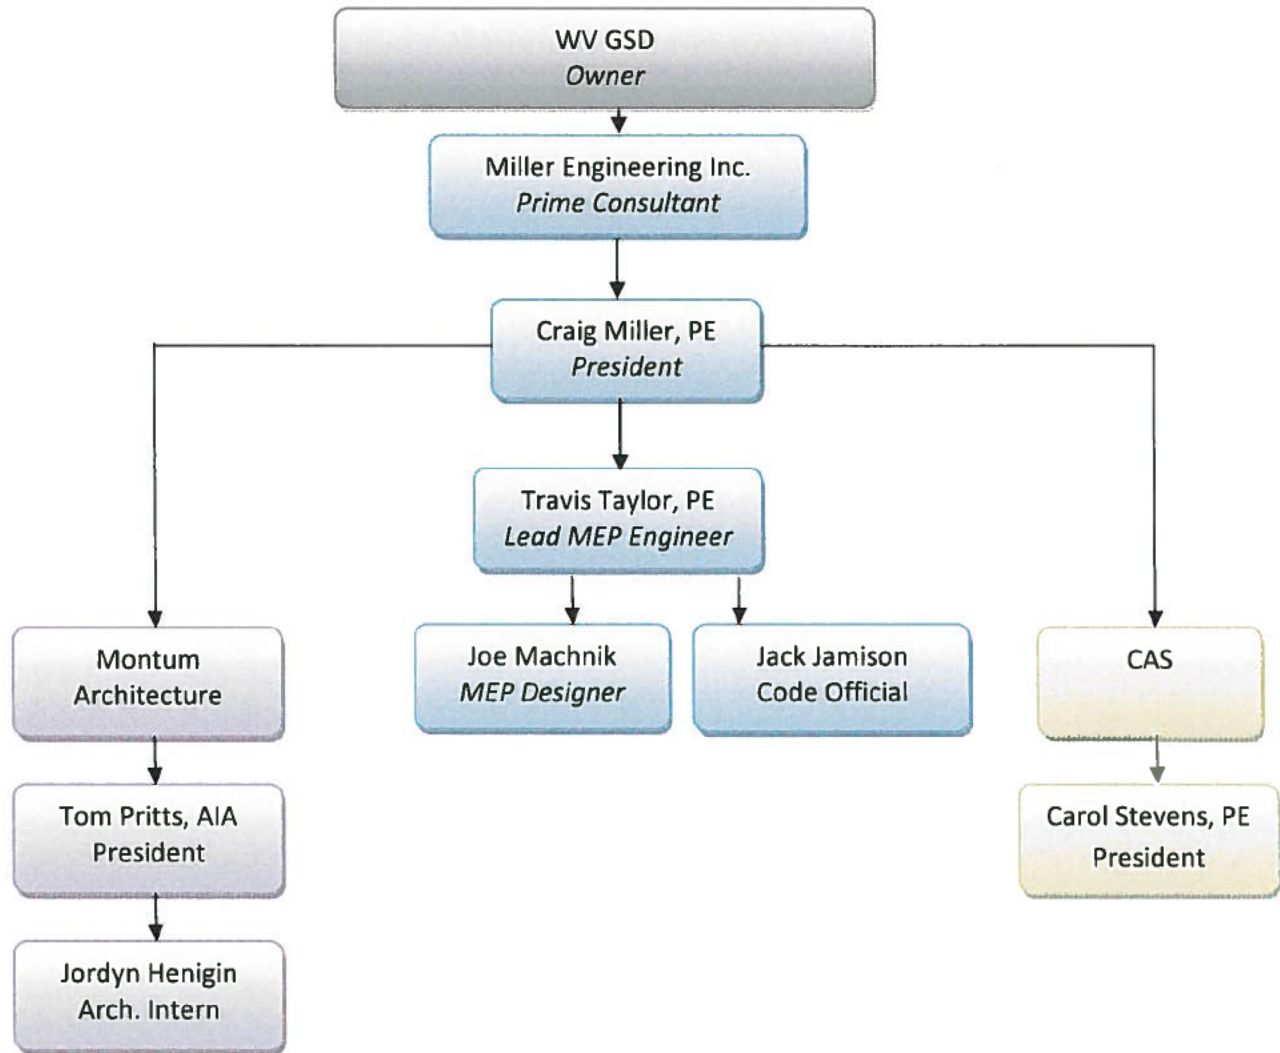 WV GSD
Owner
Miller Engineering Inc.
Prime Consultant
Craig Miller, PE
President
Travis Taylor, PE
Lead MEP Engineer
Joe Machnik
MEP Designer
Jack Jamison
Code Official
Montum
Architecture
CAS
Tom Pritts, AIA
President
Carol Stevens, PE
President
Jordyn Henigin
Arch. Intern